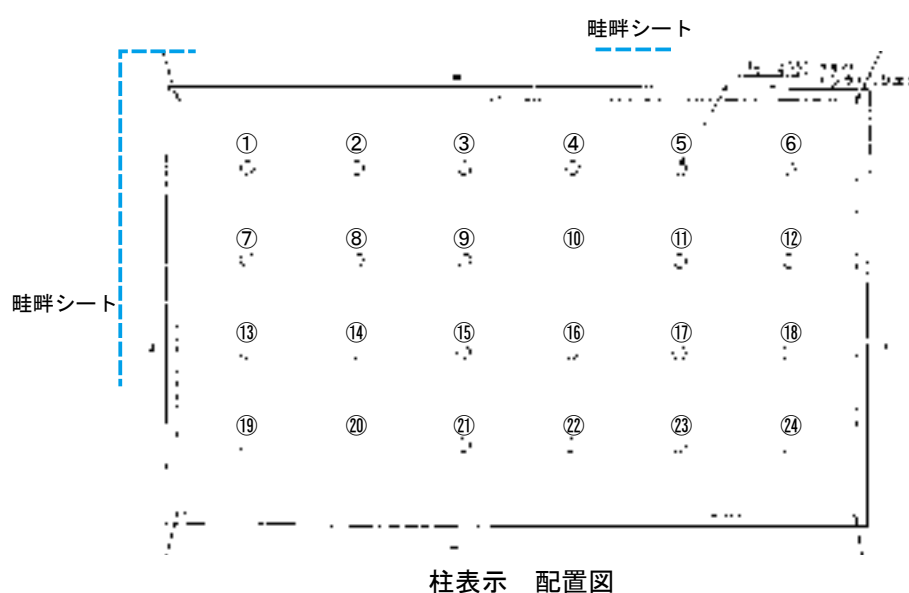 畦畔シート
① ② ③ ④ ⑤ ⑥
⑦ ⑧ ⑨ ⑩ ⑪ ⑫
畦畔シート
⑬ ⑭ ⑮ ⑯ ⑰ ⑱
⑲ ⑳ ㉑ ㉒ ㉓ ㉔
柱表示　配置図